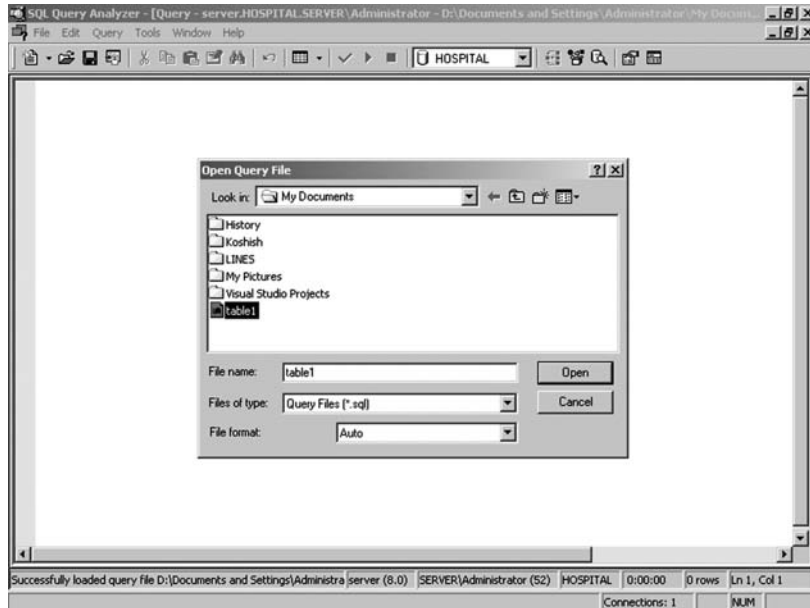 SQL Query Analyzer - [Query - server.HOSPITAL.SERVER\Administrator - D:\Documents and Settings\Administrator\My Docum...
File Edit Query Tools Window Help
HOSPITAL
Open Query File
Look in: My Documents
History
Koshish
LINES
My Pictures
Visual Studio Projects
table1
File name: table1 Open
Files of type: Query Files (*.sql) Cancel
File format: Auto
Successfully loaded query file D:\Documents and Settings\Administra server (8.0) SERVER\Administrator (52) HOSPITAL 0:00:00 0 rows Ln 1, Col 1
Connections: 1 NUM